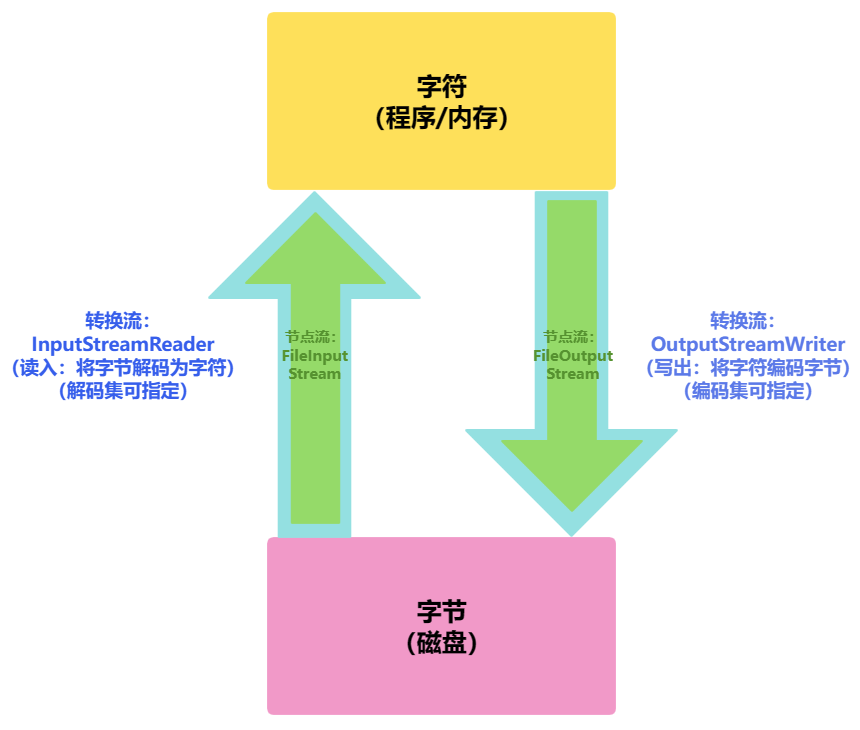 字符
（程序/内存）
转换流：
InputStreamReader
（读入：将字节解码为字符）
（解码集可指定）
节点流：
FileInput
Stream
节点流：
FileOutput
Stream
转换流：
OutputStreamWriter
（写出：将字符编码字节）
（编码集可指定）
字节
（磁盘）